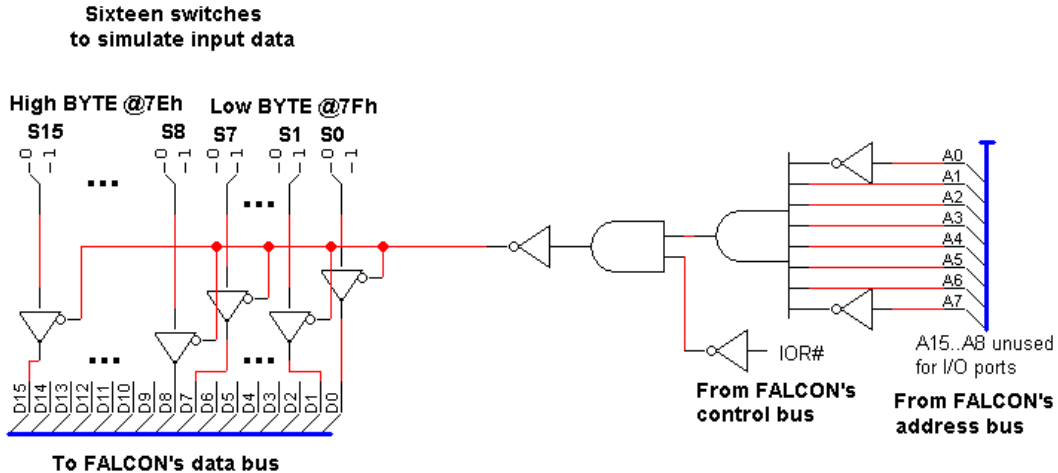 Sixteen switches
to simulate input data
High BYTE @7Eh
Low BYTE @7Fh
S15
S8
S7
S1
S0
0
1
0
1
0
1
0
1
0
1
...
...
A0
A1
A2
A3
A4
A5
A6
A7
IOR#
A15..A8 unused
for I/O ports
From FALCON's
control bus
From FALCON's
address bus
...
...
D15
D14
D13
D12
D11
D10
D9
D8
D7
D6
D5
D4
D3
D2
D1
D0
To FALCON's data bus